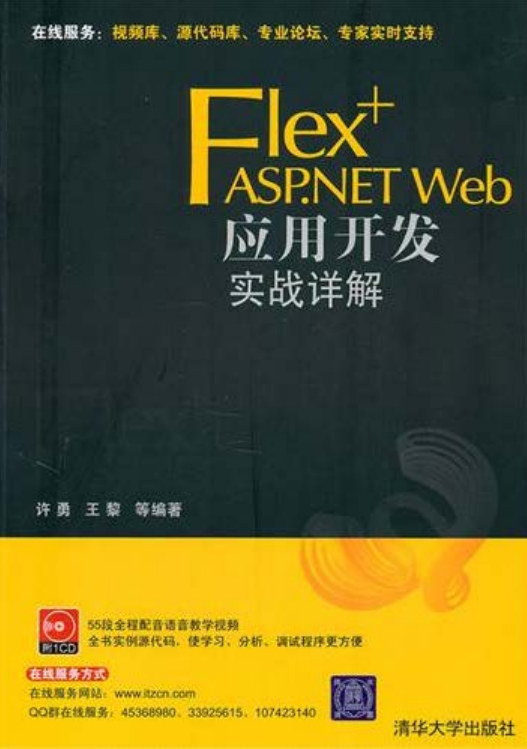 在线服务：视频库、源代码库、专业论坛、专家实时支持
Flex+
ASP.NET Web
应用开发
实战详解
许勇 王黎 等编著
附1CD
55段全程配音语音教学视频
全书实例源代码，使学习、分析、调试程序更方便
在线服务方式
在线服务网站：www.itzcn.com
QQ群在线服务：45368980、33925615、107423140
清华大学出版社